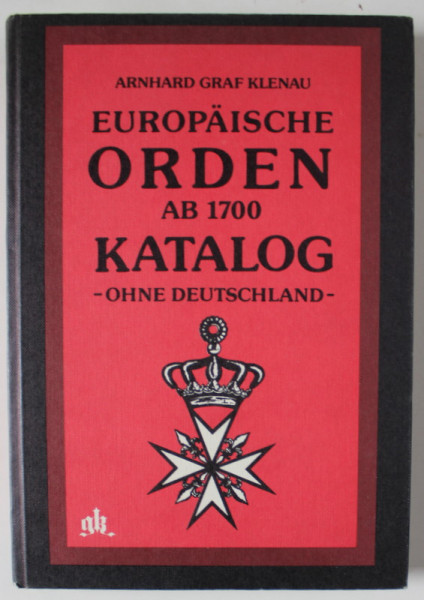 ARNHARD GRAF KLENAU
EUROPÄISCHE
ORDEN
AB 1700
KATALOG
-OHNE DEUTSCHLAND-
gk